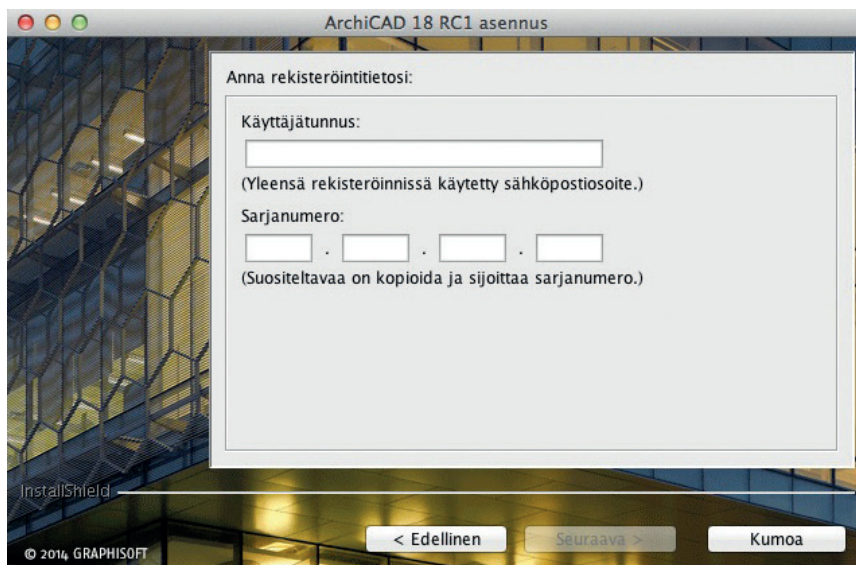 ArchiCAD 18 RC1 asennus
Anna rekisteröintitietosi:
Käyttäjätunnus:
(Yleensä rekisteröinnissä käytetty sähköpostiosoite.)
Sarjanumero:
. . .
(Suositeltavaa on kopioida ja sijoittaa sarjanumero.)
InstallShield
< Edellinen
Seuraava >
Kumoa
© 2014 GRAPHISOFT